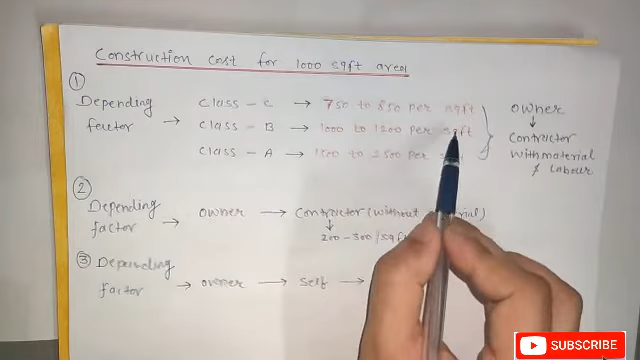 Construction cost for 1000 sqft area
①
Depending fector → Class - C → 750 to 850 per sqft
Class - B → 1000 to 1200 per sqft
Class - A → 1500 to 2500 per
owner
↓
Contractor
with material
& Labour
②
Depending factor → owner → Contractor (without
↓
200 - 300 / sqft
③ Depending factor → owner → Self →
SUBSCRIBE